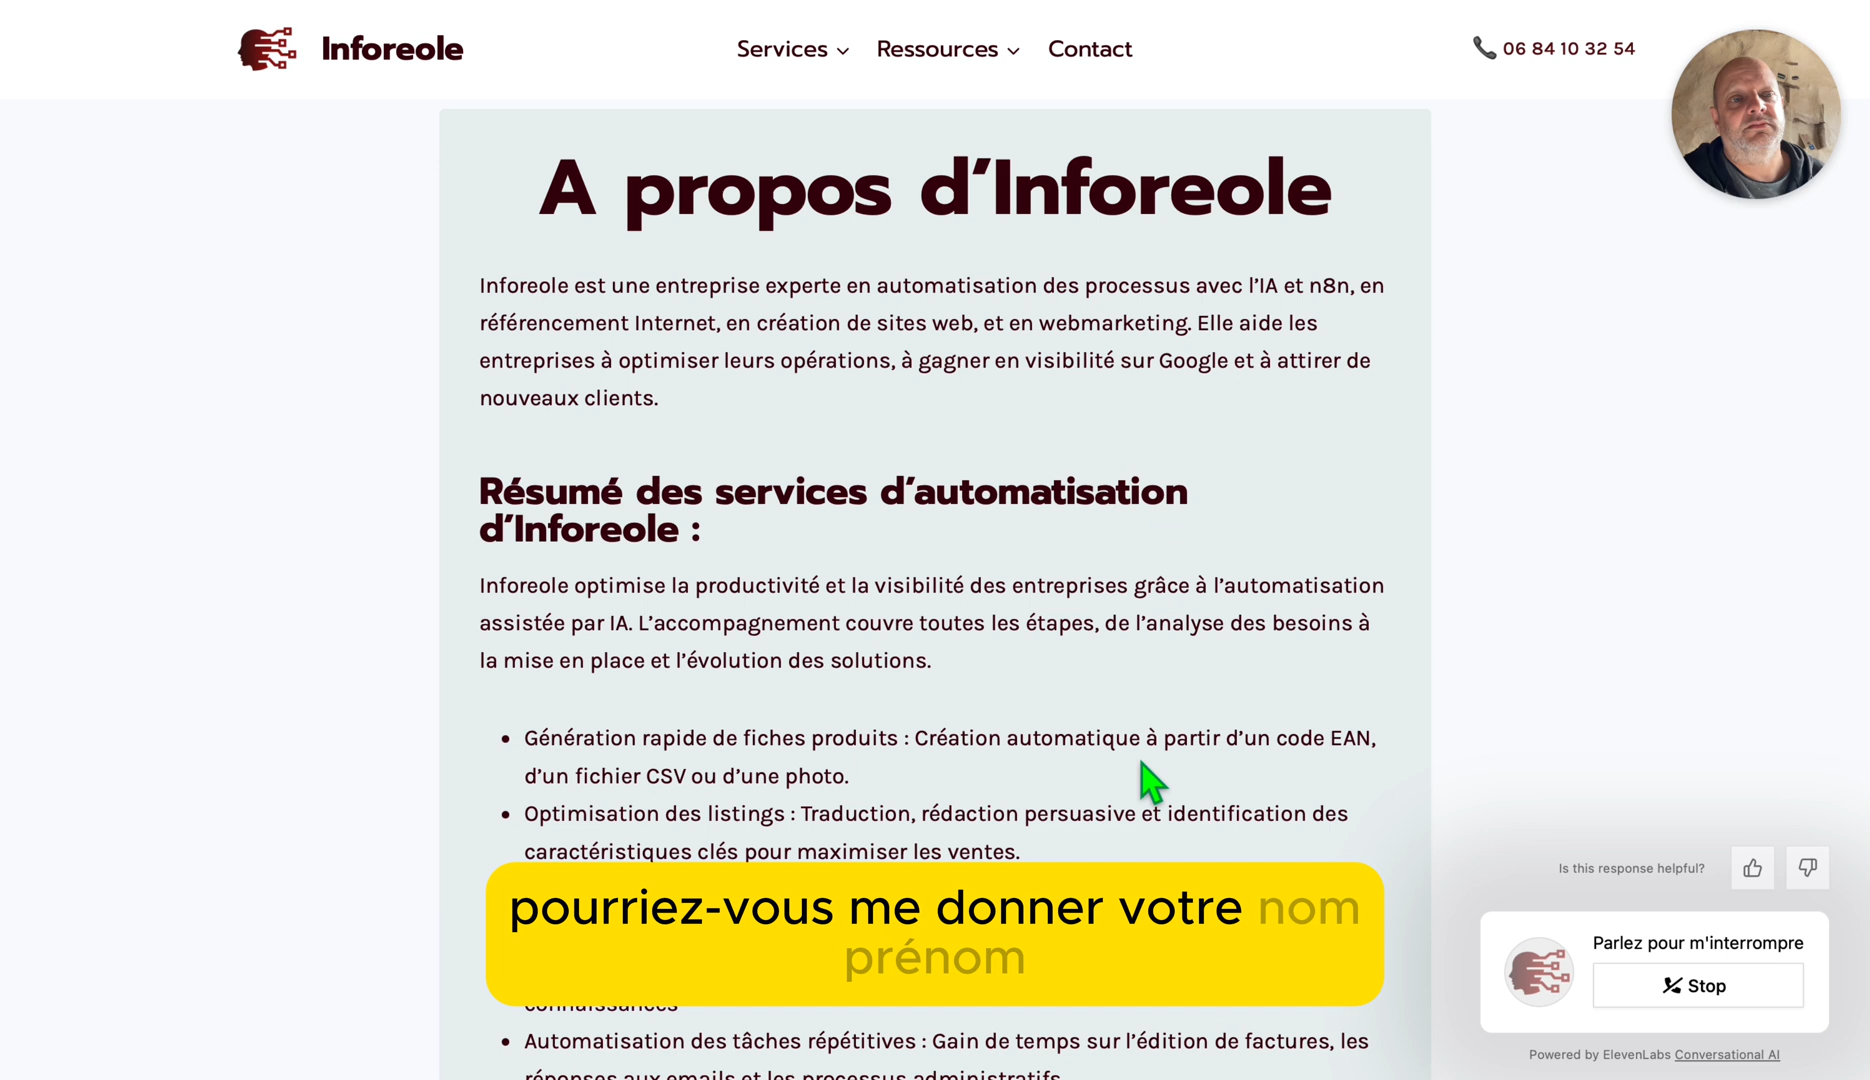 Inforeole
Services
Ressources
Contact
06 84 10 32 54
A propos d’Inforeole
Inforeole est une entreprise experte en automatisation des processus avec l’IA et n8n, en
référencement Internet, en création de sites web, et en webmarketing. Elle aide les
entreprises à optimiser leurs opérations, à gagner en visibilité sur Google et à attirer de
nouveaux clients.
Résumé des services d’automatisation
d’Inforeole :
Inforeole optimise la productivité et la visibilité des entreprises grâce à l’automatisation
assistée par IA. L’accompagnement couvre toutes les étapes, de l’analyse des besoins à
la mise en place et l’évolution des solutions.
• Génération rapide de fiches produits : Création automatique à partir d’un code EAN,
d’un fichier CSV ou d’une photo.
• Optimisation des listings : Traduction, rédaction persuasive et identification des
caractéristiques clés pour maximiser les ventes.
pourriez-vous me donner votre nom
prénom
connaissances
• Automatisation des tâches répétitives : Gain de temps sur l’édition de factures, les
réponses aux emails et les processus administratifs.
Is this response helpful?
Parlez pour m'interrompre
Stop
Powered by ElevenLabs Conversational AI